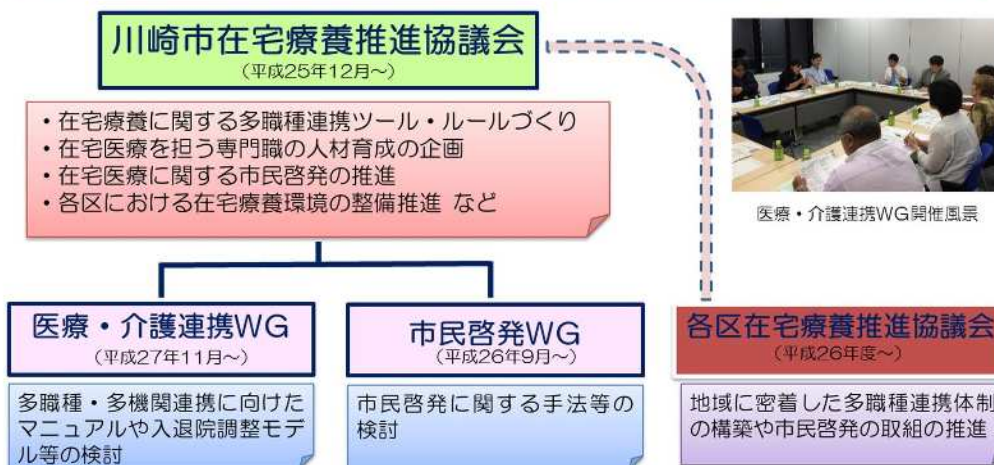 川崎市在宅療養推進協議会
（平成25年12月～）
・在宅療養に関する多職種連携ツール・ルールづくり
・在宅医療を担う専門職の人材育成の企画
・在宅医療に関する市民啓発の推進
・各区における在宅療養環境の整備推進 など
医療・介護連携WG開催風景
医療・介護連携WG
（平成27年11月～）
多職種・多機関連携に向けた
マニュアルや入退院調整モデ
ル等の検討
市民啓発WG
（平成26年9月～）
市民啓発に関する手法等の
検討
各区在宅療養推進協議会
（平成26年度～）
地域に密着した多職種連携体制
の構築や市民啓発の取組の推進